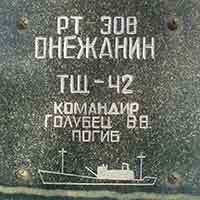 РТ 308
ОНЕЖАНИН
ТЩ-42
КОМАНДИР
ГОЛУБЕЦ В.В.
ПОГИБ